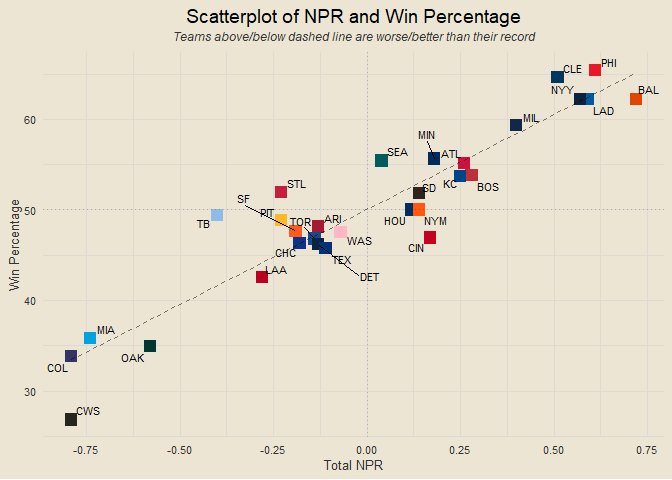 Scatterplot of NPR and Win Percentage
Teams above/below dashed line are worse/better than their record
CLE
PHI
NYY
BAL
LAD
60
MIL
MIN
ATL
SEA
KC
BOS
STL
SD
SF
Win Percentage
50
PIT
TOR
ARI
HOU
NYM
TB
WAS
CIN
CHC
TEX
LAA
DET
40
MIA
OAK
COL
30
CWS
-0.75
-0.50
-0.25
0.00
0.25
0.50
0.75
Total NPR